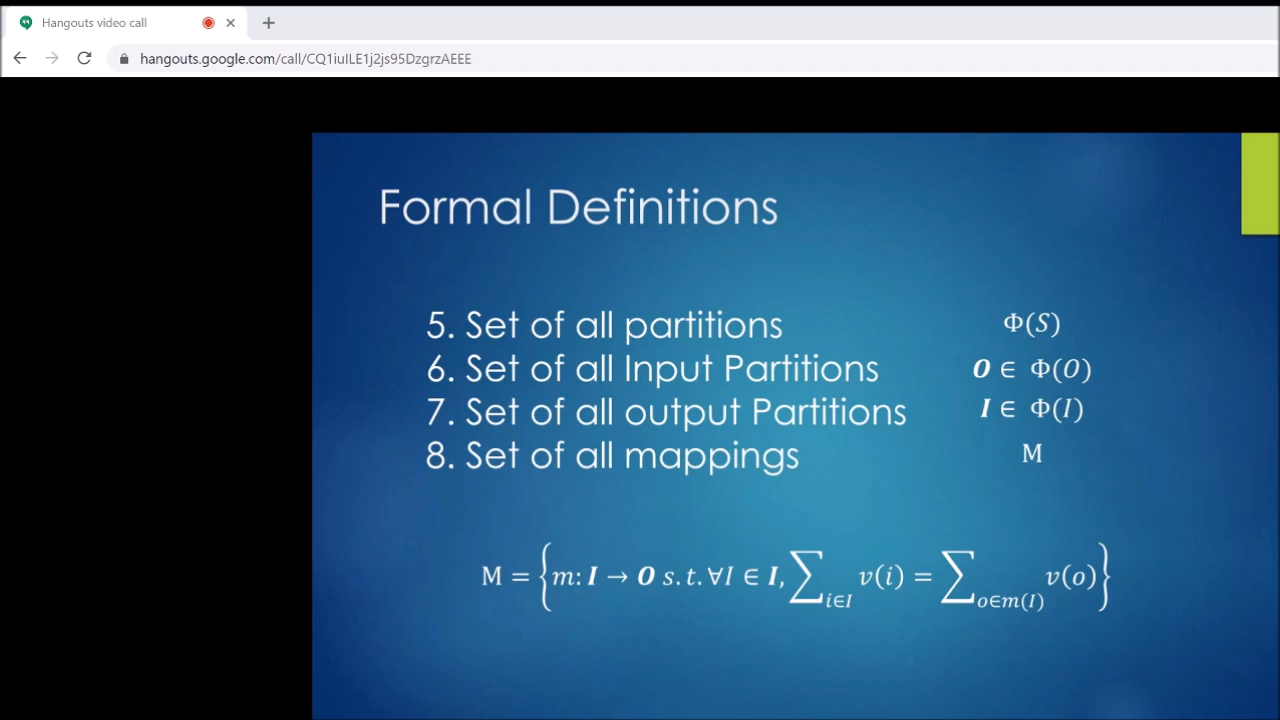 Hangouts video call
hangouts.google.com/call/CQ1iuILE1j2js95DzgrzAEEE
Formal Definitions
5. Set of all partitions Φ(S)
6. Set of all Input Partitions O ∈ Φ(O)
7. Set of all output Partitions I ∈ Φ(I)
8. Set of all mappings M
M = {m: I → O s.t. ∀I ∈ I, ∑_{i∈I} v(i) = ∑_{o∈m(I)} v(o)}